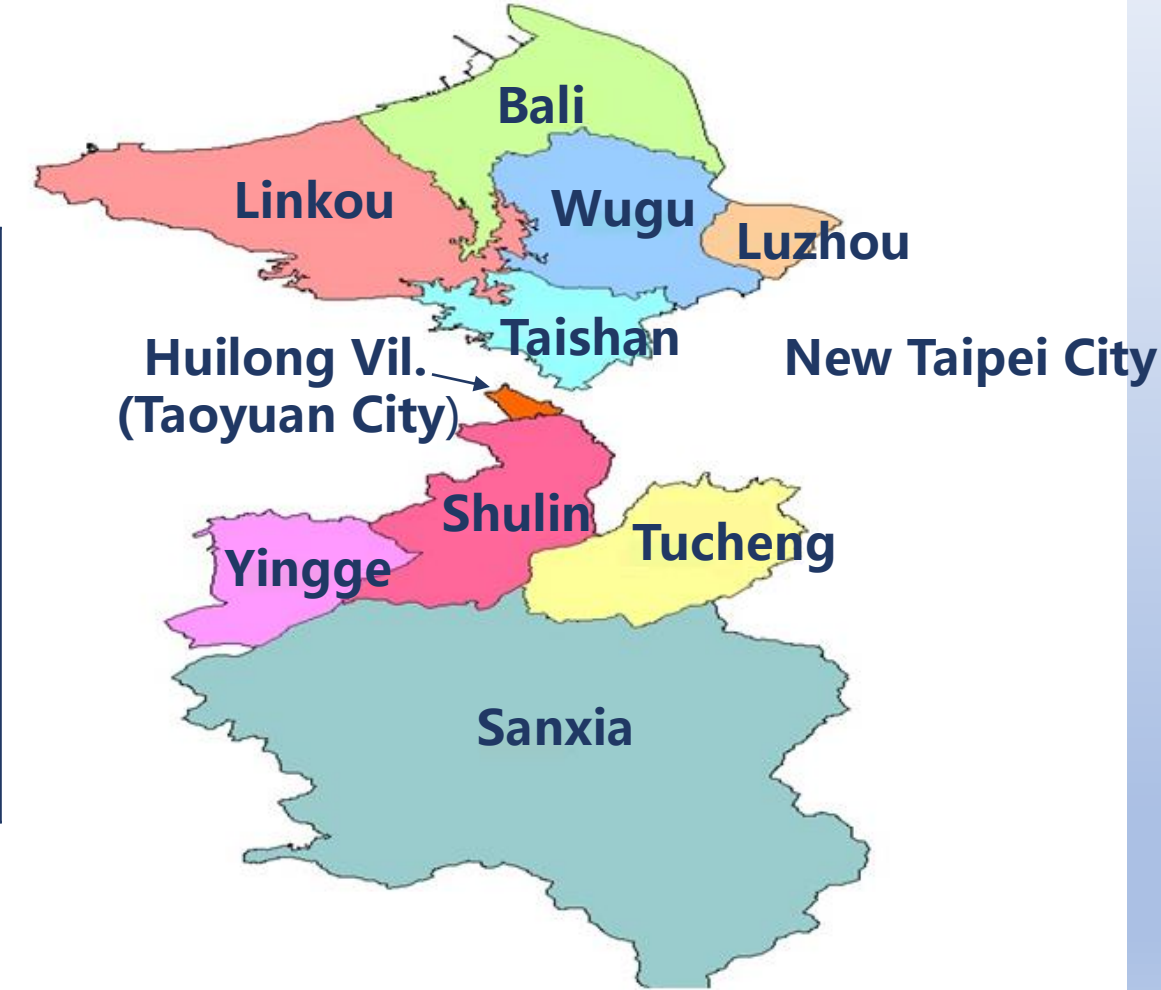 Bali
Linkou
Wugu
Luzhou
Taishan
Huilong Vil.
(Taoyuan City)
New Taipei City
Shulin
Tucheng
Yingge
Sanxia